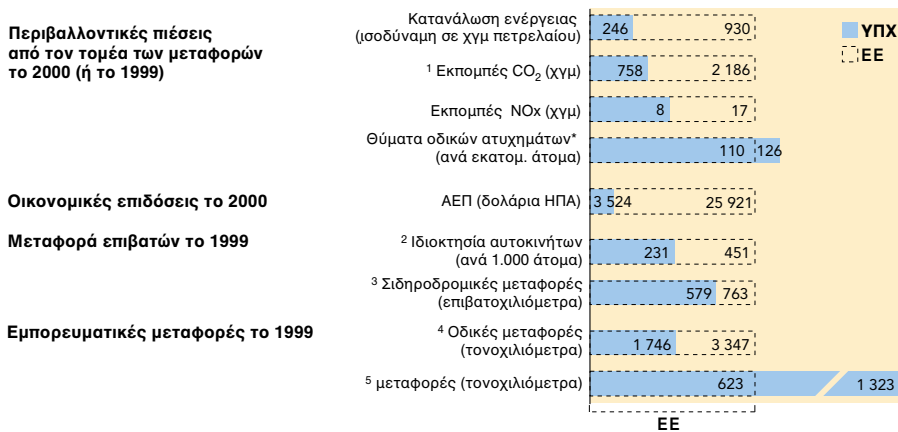 Περιβαλλοντικές πιέσεις
από τον τομέα των μεταφορών
το 2000 (ή το 1999)
Κατανάλωση ενέργειας
(ισοδύναμη σε χγμ πετρελαίου)
246 930
ΥΠΧ
ΕΕ
¹ Εκπομπές CO₂ (χγμ)
758 2 186
Εκπομπές NOx (χγμ)
8 17
Θύματα οδικών ατυχημάτων*
(ανά εκατομ. άτομα)
110 126
Οικονομικές επιδόσεις το 2000
ΑΕΠ (δολάρια ΗΠΑ)
3 524 25 921
Μεταφορά επιβατών το 1999
² Ιδιοκτησία αυτοκινήτων
(ανά 1.000 άτομα)
231 451
³ Σιδηροδρομικές μεταφορές
(επιβατοχιλιόμετρα)
579 763
Εμπορευματικές μεταφορές το 1999
⁴ Οδικές μεταφορές
(τονοχιλιόμετρα)
1 746 3 347
⁵ μεταφορές (τονοχιλιόμετρα)
623 1 323
ΕΕ